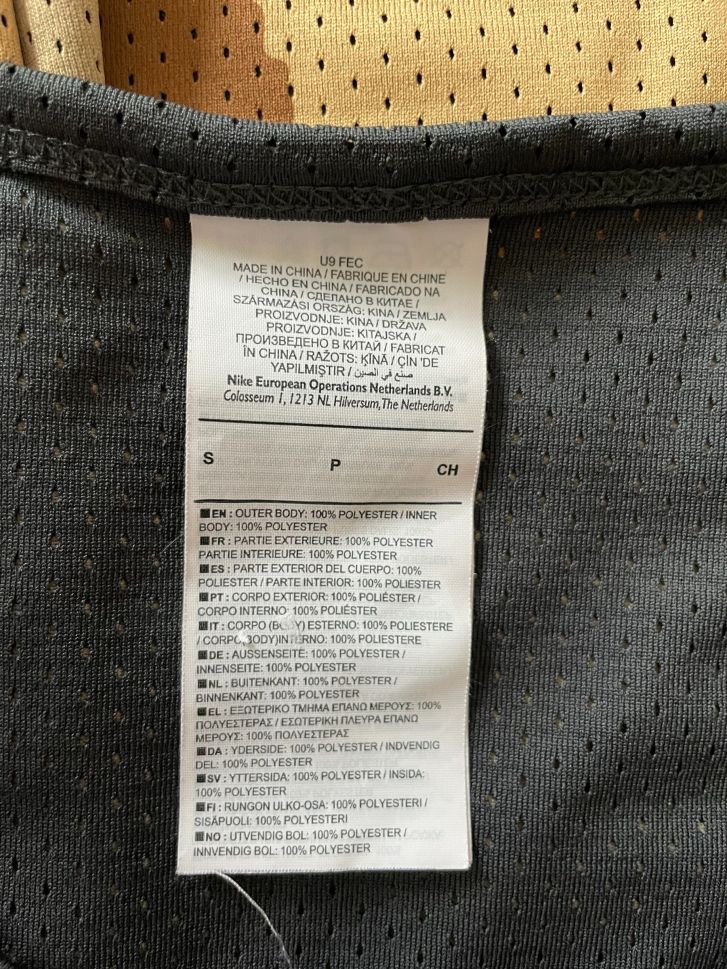 U9 FEC
MADE IN CHINA / FABRIQUE EN CHINE
/ HECHO EN CHINA / FABRICADO NA
CHINA / СДЕЛАНО В КИТАЕ /
SZÁRMAZÁSI ORSZÁG: KINA / ZEMLJA
PROIZVODNJE: KINA / DRŽAVA
PROIZVODNJE: KITAJSKA /
ПРОИЗВЕДЕНО В КИТАЙ / FABRICAT
ÎN CHINA / RAŽOTS: ĶĪNĀ / ÇİN 'DE
YAPILMIŞTIR / صنع في الصين
Nike European Operations Netherlands B.V.
Colosseum 1, 1213 NL Hilversum, The Netherlands
S P CH
EN : OUTER BODY: 100% POLYESTER / INNER
BODY: 100% POLYESTER
FR : PARTIE EXTERIEURE: 100% POLYESTER
PARTIE INTERIEURE: 100% POLYESTER
ES : PARTE EXTERIOR DEL CUERPO: 100%
POLIESTER / PARTE INTERIOR: 100% POLIESTER
PT : CORPO EXTERIOR: 100% POLIÉSTER /
CORPO INTERNO: 100% POLIÉSTER
IT : CORPO ESTERNO: 100% POLIESTERE
/ 100% POLIESTERE
DE : AUSSENSEITE: 100% POLYESTER /
INNENSEITE: 100% POLYESTER
NL : BUITENKANT: 100% POLYESTER /
BINNENKANT: 100% POLYESTER
EL : ΕΞΩΤΕΡΙΚΟ ΤΜΗΜΑ ΕΠΑΝΩ ΜΕΡΟΥΣ: 100%
ΠΟΛΥΕΣΤΕΡΑΣ / ΕΣΩΤΕΡΙΚΗ ΠΛΕΥΡΑ ΕΠΑΝΩ
ΜΕΡΟΥΣ: 100% ΠΟΛΥΕΣΤΕΡΑΣ
DA : YDERSIDE: 100% POLYESTER / INDVENDIG
DEL: 100% POLYESTER
SV : YTTERSIDA: 100% POLYESTER / INSIDA:
100% POLYESTER
FI : RUNGON ULKO-OSA: 100% POLYESTERI /
SISÄPUOLI: 100% POLYESTERI
NO : UTVENDIG BOL: 100% POLYESTER /
INNVENDIG BOL: 100% POLYESTER